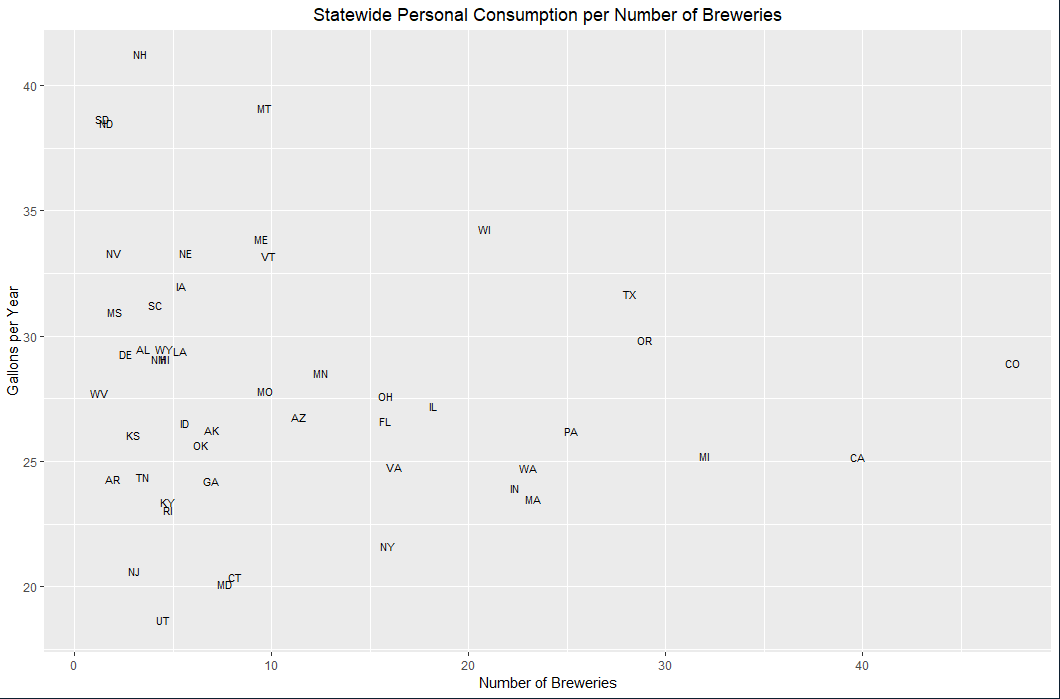 Statewide Personal Consumption per Number of Breweries
NH
40
MT
SD
ND
35
WI
ME
NV
NE
VT
IA
TX
SC
MS
Gallons per Year
30
OR
AL
WY
LA
DE
NM
HI
CO
MN
WV
MO
OH
IL
AZ
FL
ID
AK
PA
KS
OK
25
MI
CA
VA
WA
AR
TN
GA
IN
MA
KY
RI
NY
NJ
CT
MD
20
UT
0 10 20 30 40
Number of Breweries